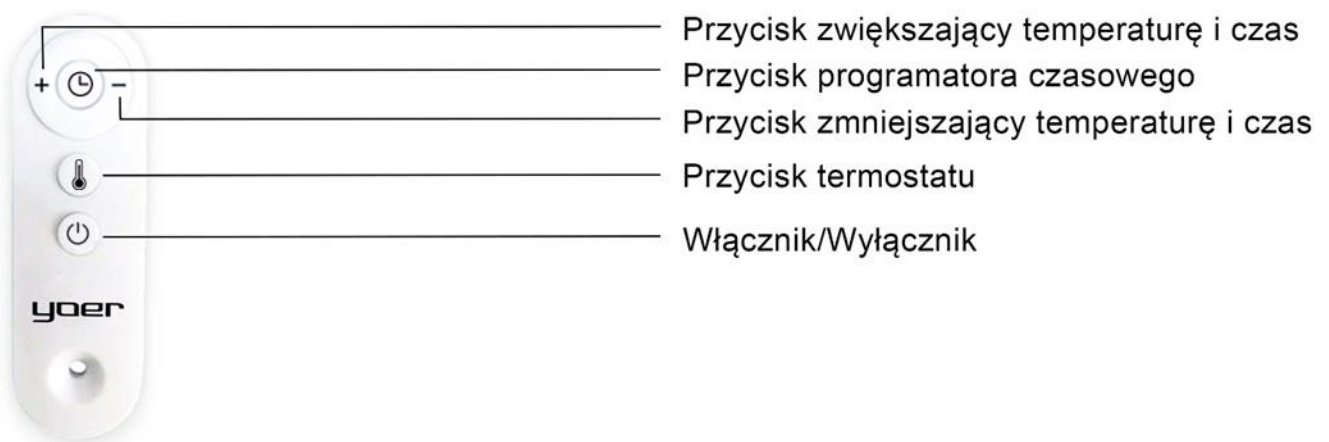 Przycisk zwiększający temperaturę i czas
Przycisk programatora czasowego
Przycisk zmniejszający temperaturę i czas
Przycisk termostatu
Włącznik/Wyłącznik
+ −
yoer